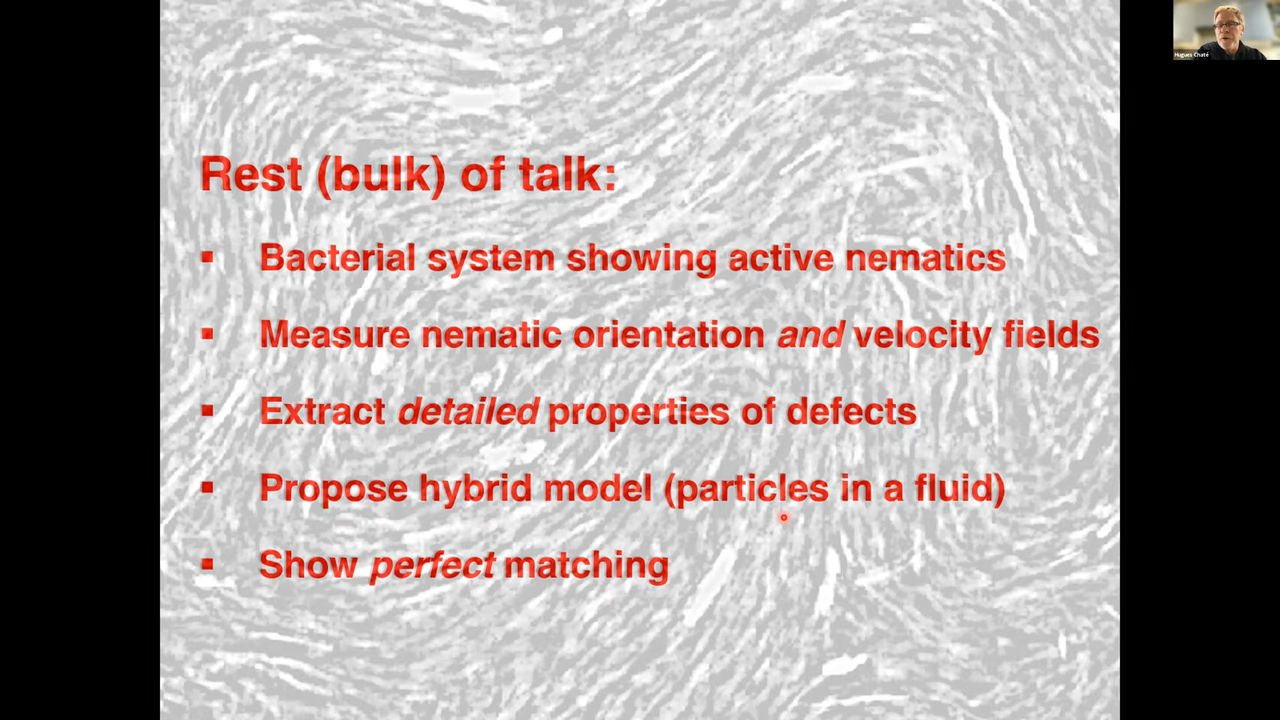 Hugues Chaté
Rest (bulk) of talk:
▪ Bacterial system showing active nematics
▪ Measure nematic orientation and velocity fields
▪ Extract detailed properties of defects
▪ Propose hybrid model (particles in a fluid)
▪ Show perfect matching